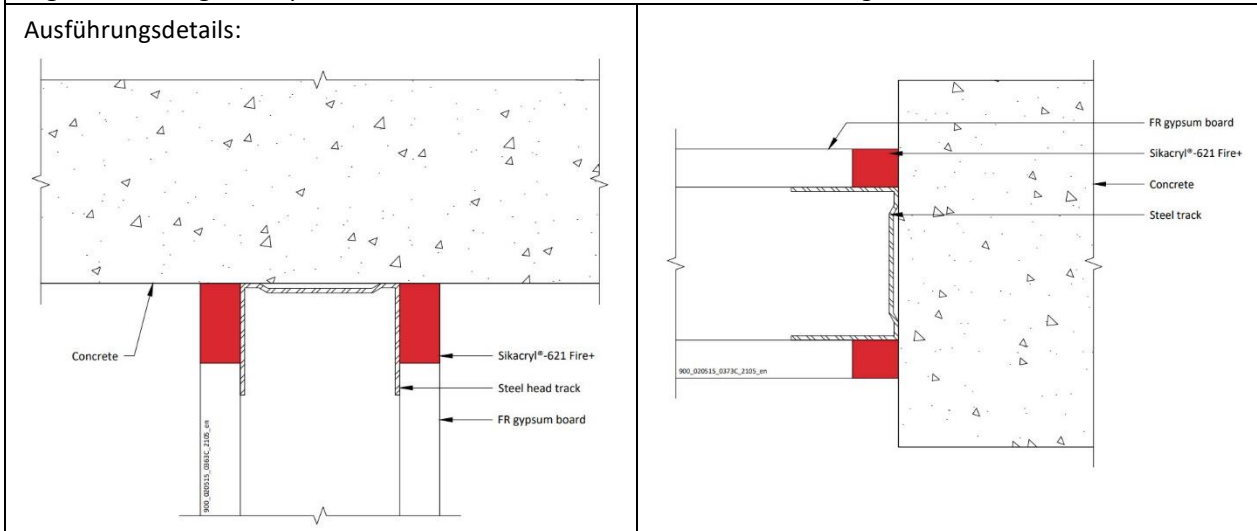 Ausführungsdetails:
Concrete
Sikacryl®-621 Fire+
Steel head track
FR gypsum board
900_020515_0363C_2105_en
FR gypsum board
Sikacryl®-621 Fire+
Concrete
Steel track
900_020515_0373C_2105_en